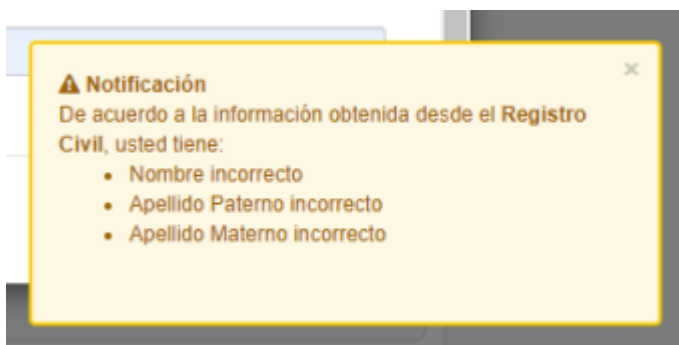 Notificación
×
De acuerdo a la información obtenida desde el Registro
Civil, usted tiene:
• Nombre incorrecto
• Apellido Paterno incorrecto
• Apellido Materno incorrecto